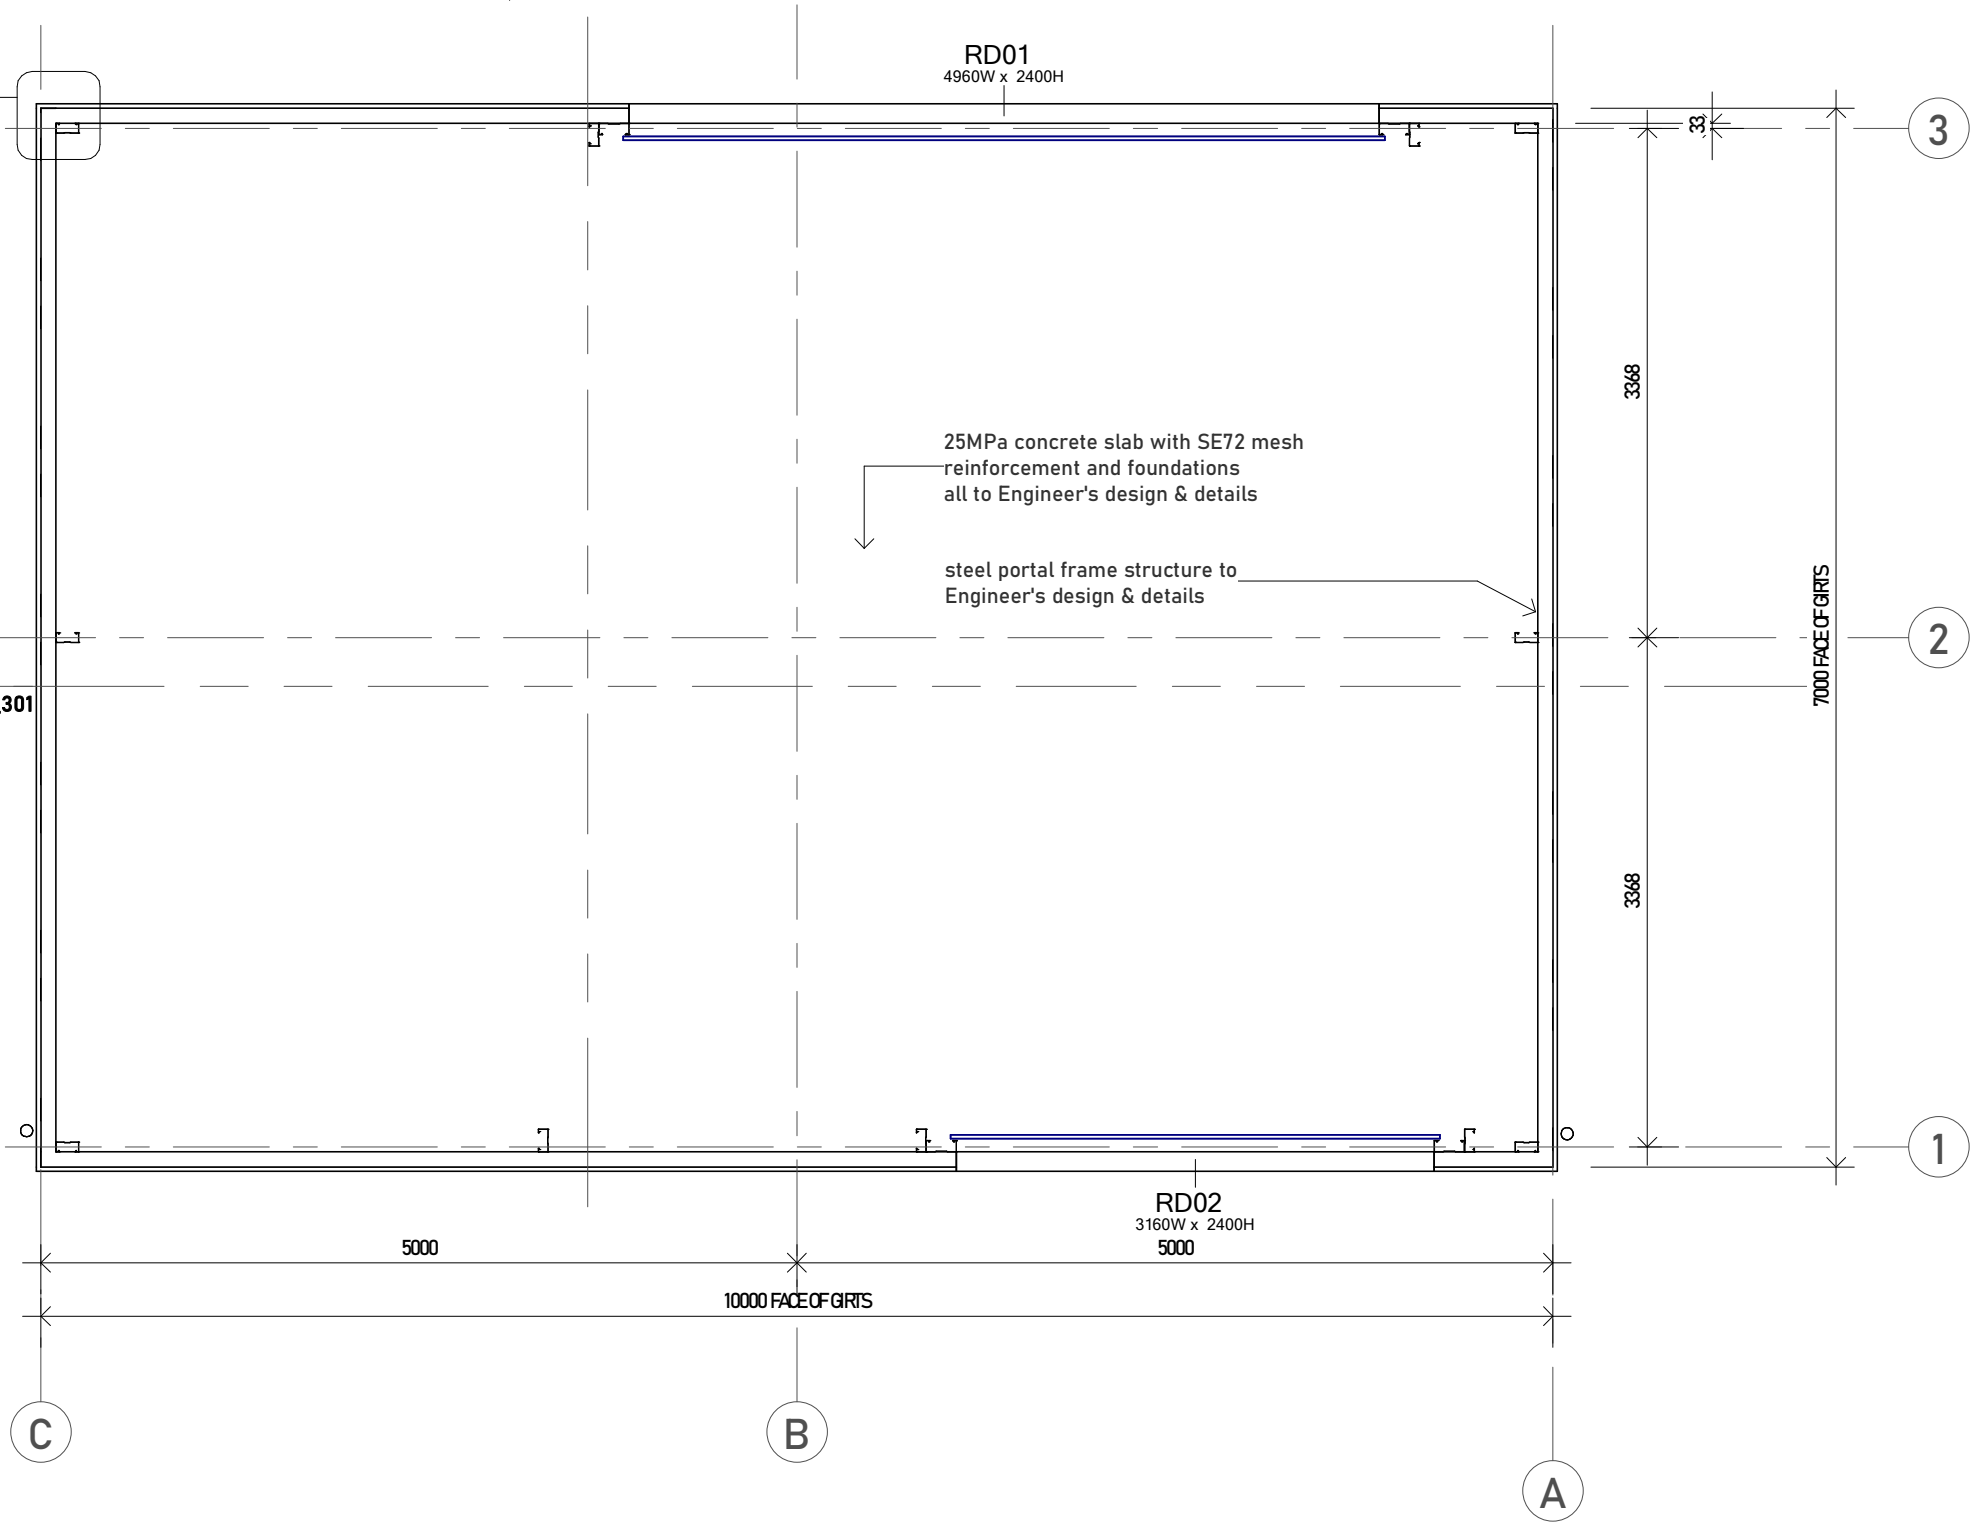 RD01
4960W x 2400H
3
33
3368
25MPa concrete slab with SE72 mesh
reinforcement and foundations
all to Engineer's design & details
steel portal frame structure to
Engineer's design & details
2
7000 FACE OF GIRTS
301
3368
1
RD02
3160W x 2400H
5000
5000
10000 FACE OF GIRTS
C
B
A